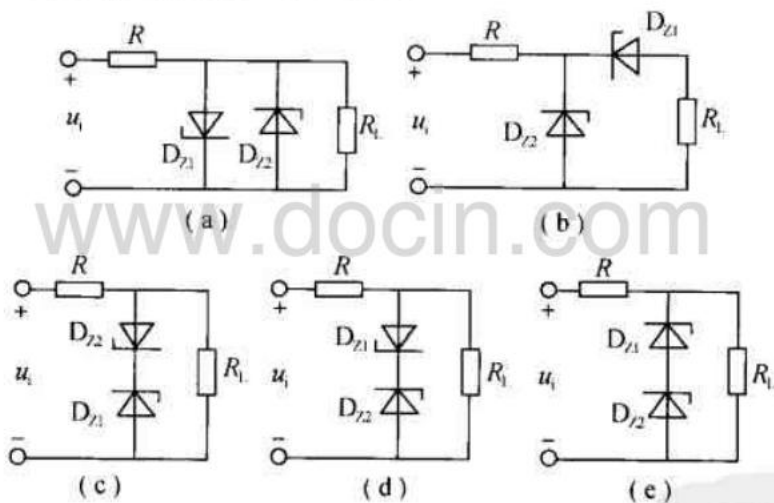 R
+
u_i
−
D_Z1
D_Z2
R_L
(a)
R
D_Z1
+
u_i
−
D_Z2
R_L
(b)
www.docin.com
R
+
u_i
−
D_Z2
D_Z1
R_L
(c)
R
+
u_i
−
D_Z1
D_Z2
R_L
(d)
R
+
u_i
−
D_Z1
D_Z2
R_L
(e)